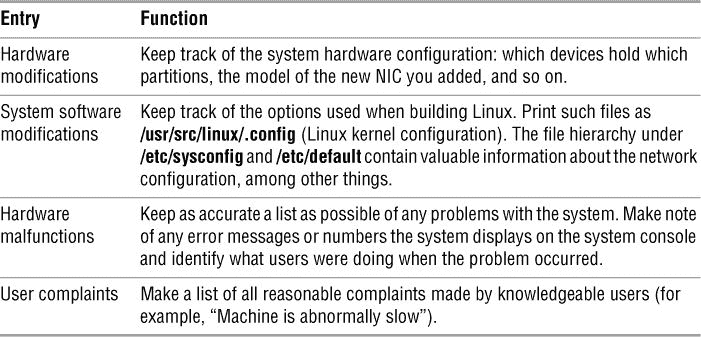 Entry Function
Hardware Keep track of the system hardware configuration: which devices hold which
modifications partitions, the model of the new NIC you added, and so on.
System software Keep track of the options used when building Linux. Print such files as
modifications /usr/src/linux/.config (Linux kernel configuration). The file hierarchy under
/etc/sysconfig and /etc/default contain valuable information about the network
configuration, among other things.
Hardware Keep as accurate a list as possible of any problems with the system. Make note
malfunctions of any error messages or numbers the system displays on the system console
and identify what users were doing when the problem occurred.
User complaints Make a list of all reasonable complaints made by knowledgeable users (for
example, “Machine is abnormally slow”).